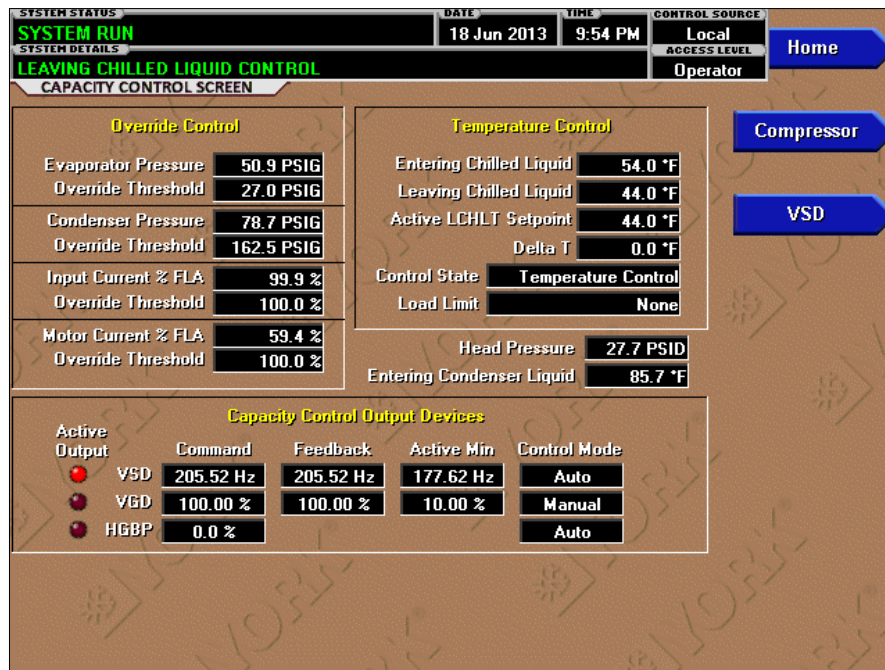 SYSTEM STATUS
SYSTEM RUN
SYSTEM DETAILS
LEAVING CHILLED LIQUID CONTROL
DATE
18 Jun 2013
TIME
9:54 PM
CONTROL SOURCE
Local
ACCESS LEVEL
Operator
Home
CAPACITY CONTROL SCREEN
Compressor
VSD
Override Control
Evaporator Pressure 50.9 PSIG
Override Threshold 27.0 PSIG
Condenser Pressure 78.7 PSIG
Override Threshold 162.5 PSIG
Input Current % FLA 99.9 %
Override Threshold 100.0 %
Motor Current % FLA 59.4 %
Override Threshold 100.0 %
Temperature Control
Entering Chilled Liquid 54.0 °F
Leaving Chilled Liquid 44.0 °F
Active LCHLT Setpoint 44.0 °F
Delta T 0.0 °F
Control State Temperature Control
Load Limit None
Head Pressure 27.7 PSID
Entering Condenser Liquid 85.7 °F
Capacity Control Output Devices
Active
Output Command Feedback Active Min Control Mode
VSD 205.52 Hz 205.52 Hz 177.62 Hz Auto
VGD 100.00 % 100.00 % 10.00 % Manual
HGBP 0.0 % Auto
YORK
YORK
YORK
YORK
YORK
YORK